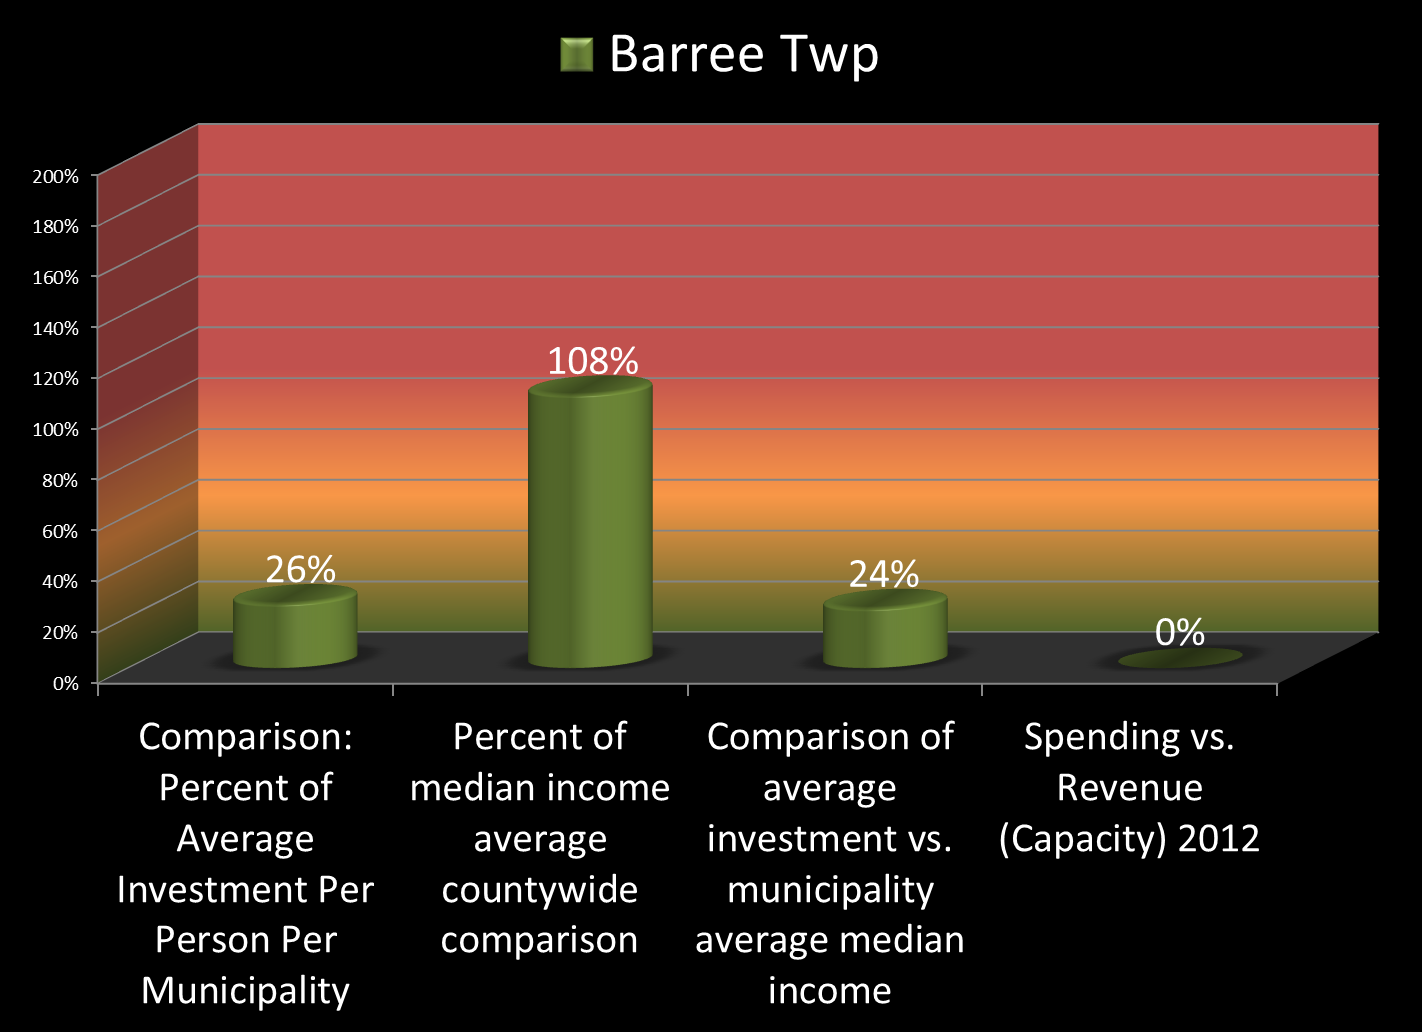 Barree Twp
200%
180%
160%
140%
120%
100%
80%
60%
40%
20%
0%
26%
108%
24%
0%
Comparison:
Percent of
Average
Investment Per
Person Per
Municipality
Percent of
median income
average
countywide
comparison
Comparison of
average
investment vs.
municipality
average median
income
Spending vs.
Revenue
(Capacity) 2012